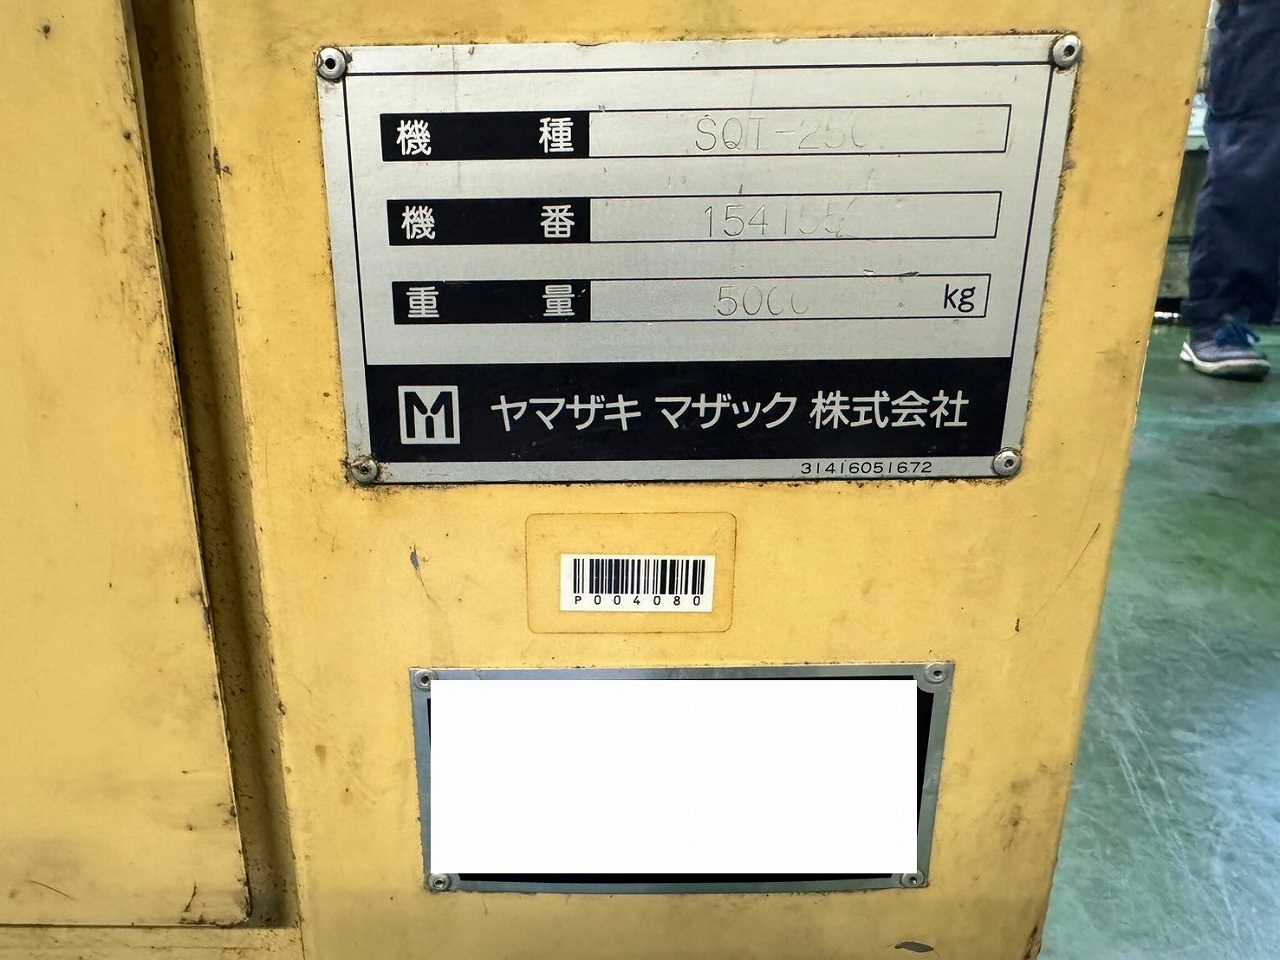 機種 SQT-250
機番
重量 5000 kg
ヤマザキ マザック 株式会社
31416051672
P004080